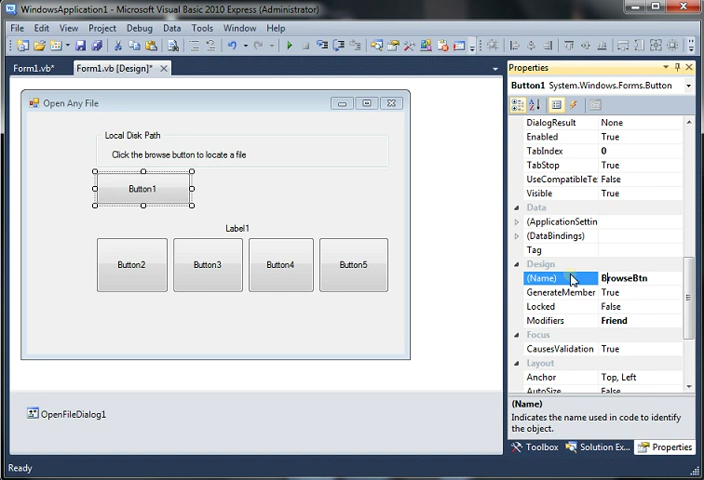 WindowsApplication1 - Microsoft Visual Basic 2010 Express (Administrator)
File Edit View Project Debug Data Tools Window Help
Form1.vb* Form1.vb [Design]*
Open Any File
Local Disk Path
Click the browse button to locate a file
Button1
Label1
Button2 Button3 Button4 Button5
OpenFileDialog1
Properties
Button1 System.Windows.Forms.Button
DialogResult None
Enabled True
TabIndex 0
TabStop True
UseCompatibleTe False
Visible True
Data
(ApplicationSettin
(DataBindings)
Tag
Design
(Name) BrowseBtn
GenerateMember True
Locked False
Modifiers Friend
Focus
CausesValidation True
Layout
Anchor Top, Left
AutoSize False
(Name)
Indicates the name used in code to identify
the object.
Toolbox Solution Ex... Properties
Ready